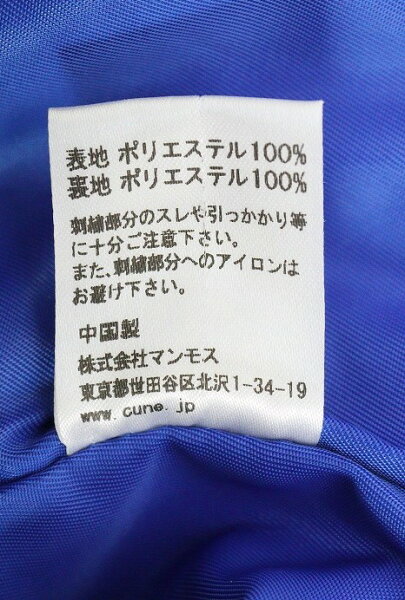 表地 ポリエステル100%
裏地 ポリエステル100%
刺繍部分のスレや引っかかり等
に十分ご注意下さい。
また、刺繍部分へのアイロンは
お避け下さい。
中国製
株式会社マンモス
東京都世田谷区北沢1-34-19
www.cune.jp